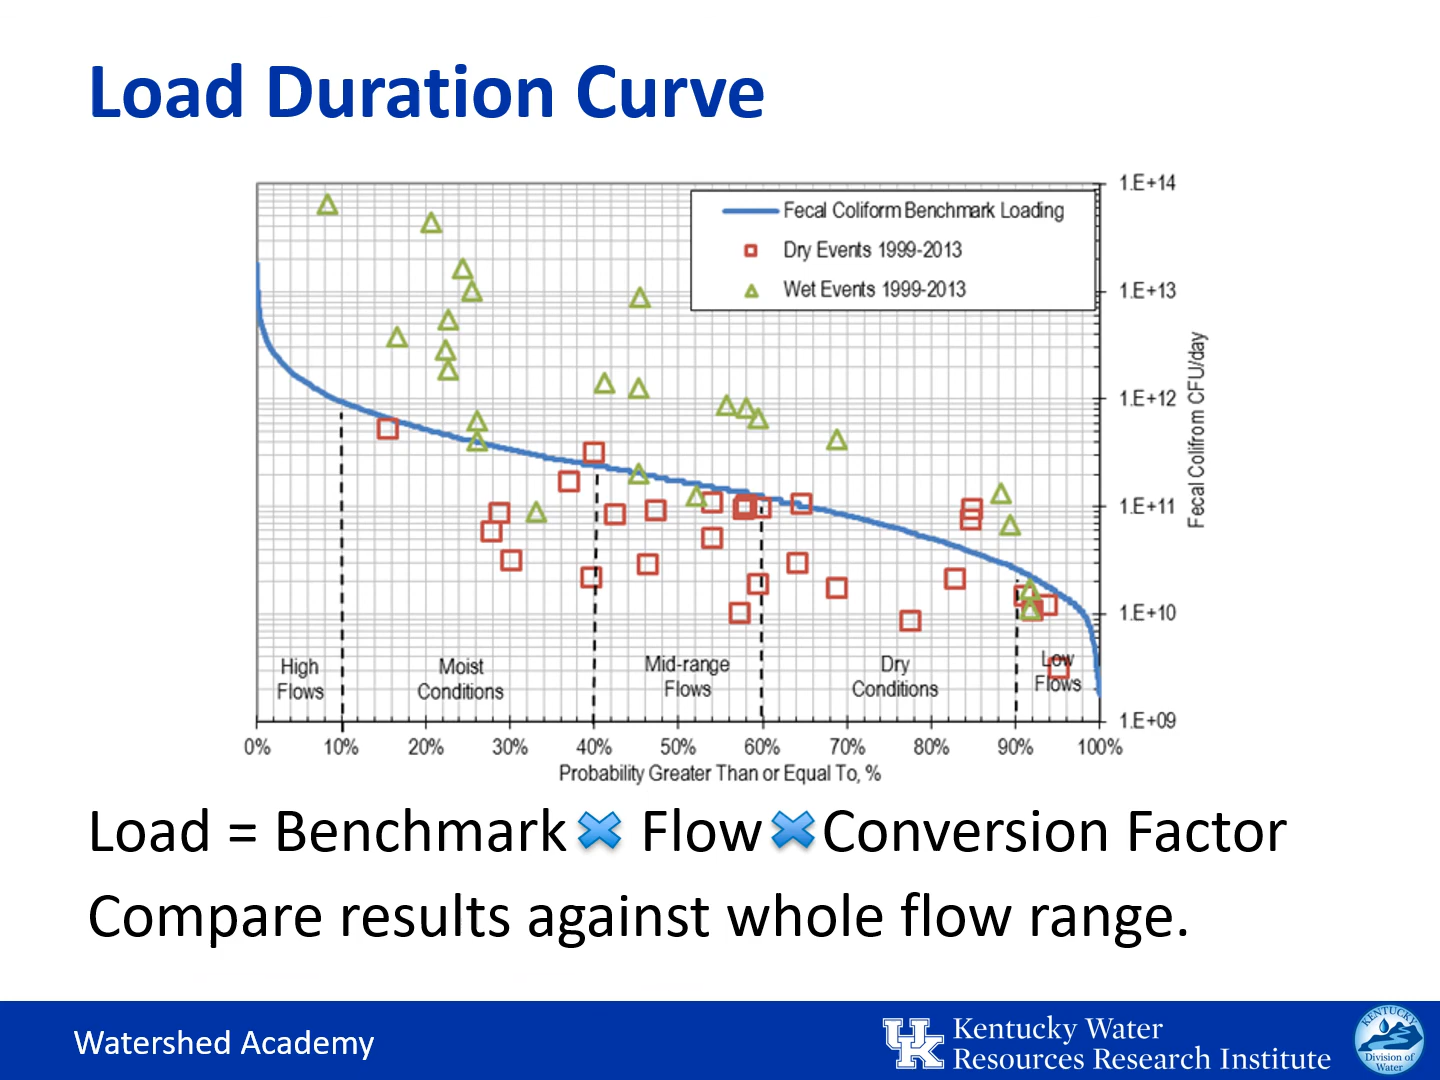 Load Duration Curve
1.E+14
Fecal Coliform Benchmark Loading
Dry Events 1999-2013
Wet Events 1999-2013
1.E+13
1.E+12
1.E+11
1.E+10
1.E+09
Fecal Colifrom CFU/day
High
Flows
Moist
Conditions
Mid-range
Flows
Dry
Conditions
Low
Flows
0% 10% 20% 30% 40% 50% 60% 70% 80% 90% 100%
Probability Greater Than or Equal To, %
Load = Benchmark ✖ Flow ✖ Conversion Factor
Compare results against whole flow range.
Watershed Academy
UK
Kentucky Water
Resources Research Institute
KENTUCKY
Division of
Water